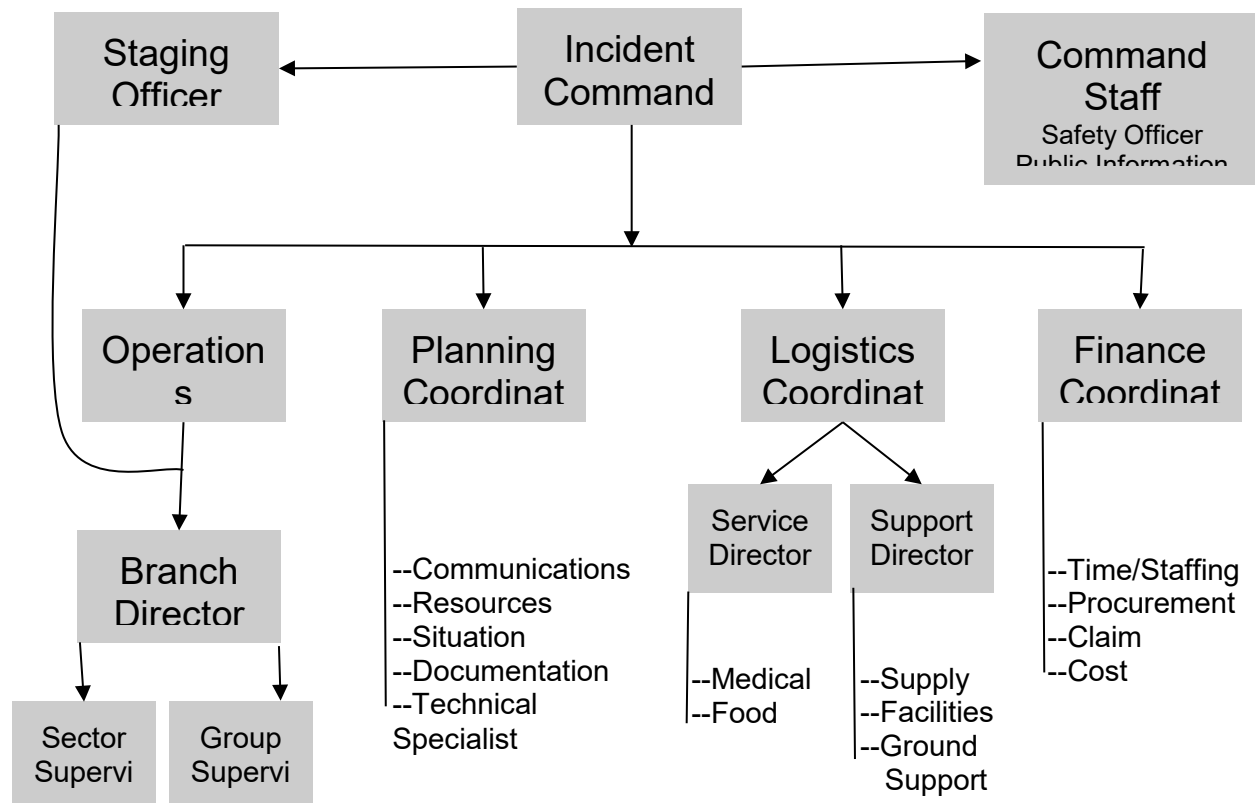 Staging
Officer
Incident
Command
Command
Staff
Safety Officer
Public Information
Operation
s
Planning
Coordinat
Logistics
Coordinat
Finance
Coordinat
Branch
Director
Service
Director
Support
Director
--Communications
--Resources
--Situation
--Documentation
--Technical
Specialist
--Medical
--Food
--Supply
--Facilities
--Ground
Support
--Time/Staffing
--Procurement
--Claim
--Cost
Sector
Supervi
Group
Supervi